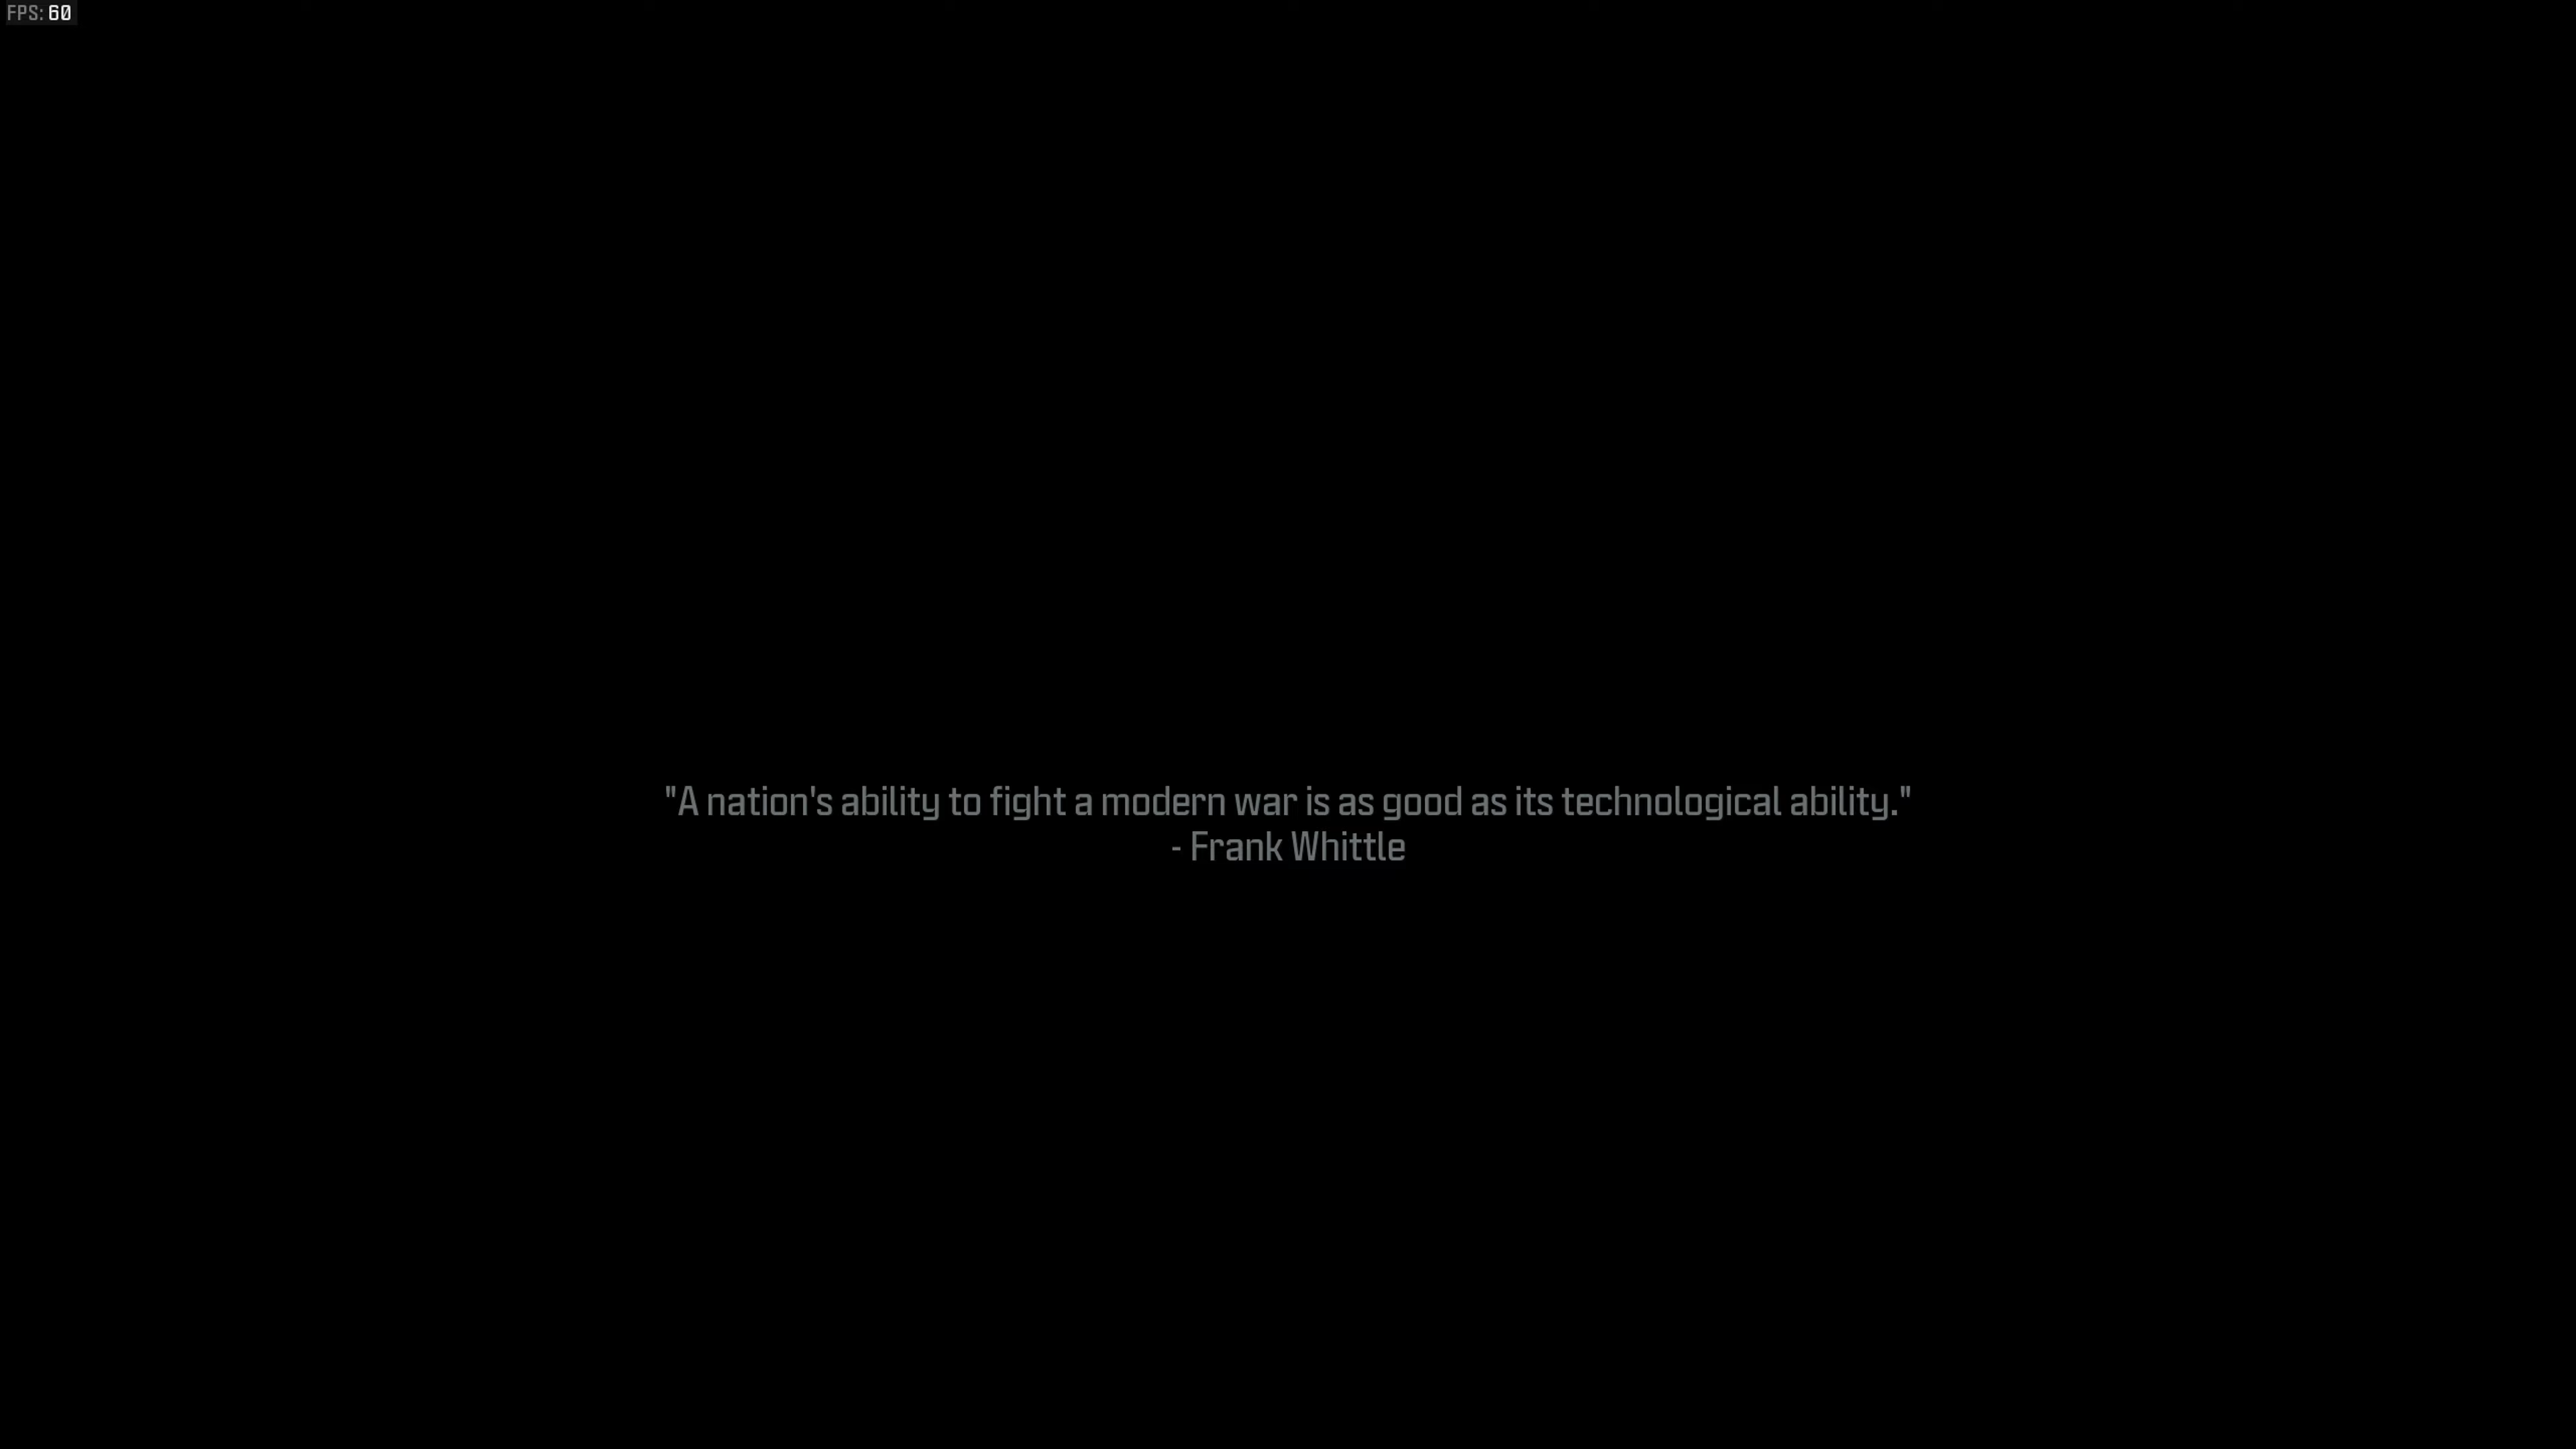 FPS: 60
"A nation's ability to fight a modern war is as good as its technological ability."
- Frank Whittle